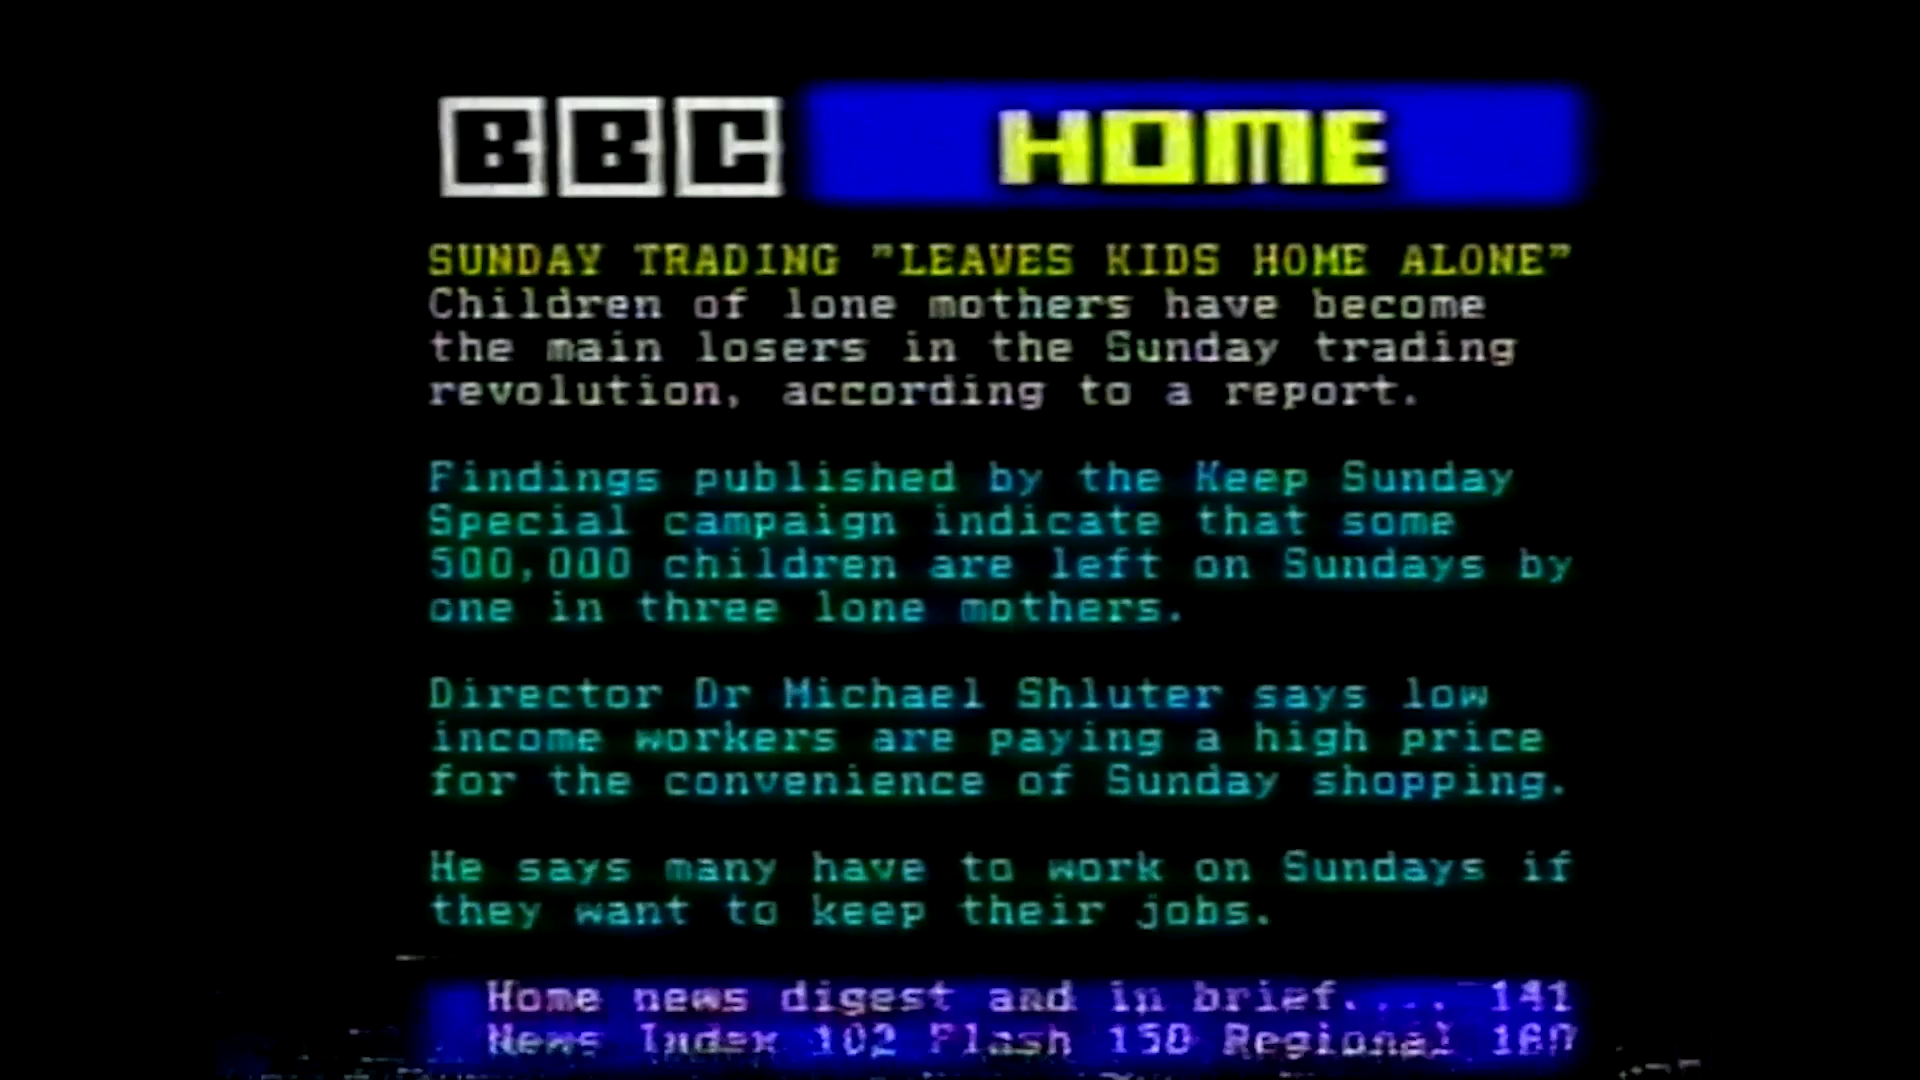 BBC HOME
SUNDAY TRADING "LEAVES KIDS HOME ALONE"
Children of lone mothers have become
the main losers in the Sunday trading
revolution, according to a report.
Findings published by the Keep Sunday
Special campaign indicate that some
500,000 children are left on Sundays by
one in three lone mothers.
Director Dr Michael Shluter says low
income workers are paying a high price
for the convenience of Sunday shopping.
He says many have to work on Sundays if
they want to keep their jobs.
Home news digest and in brief.... 141
News Index 102 Flash 150 Regional 160